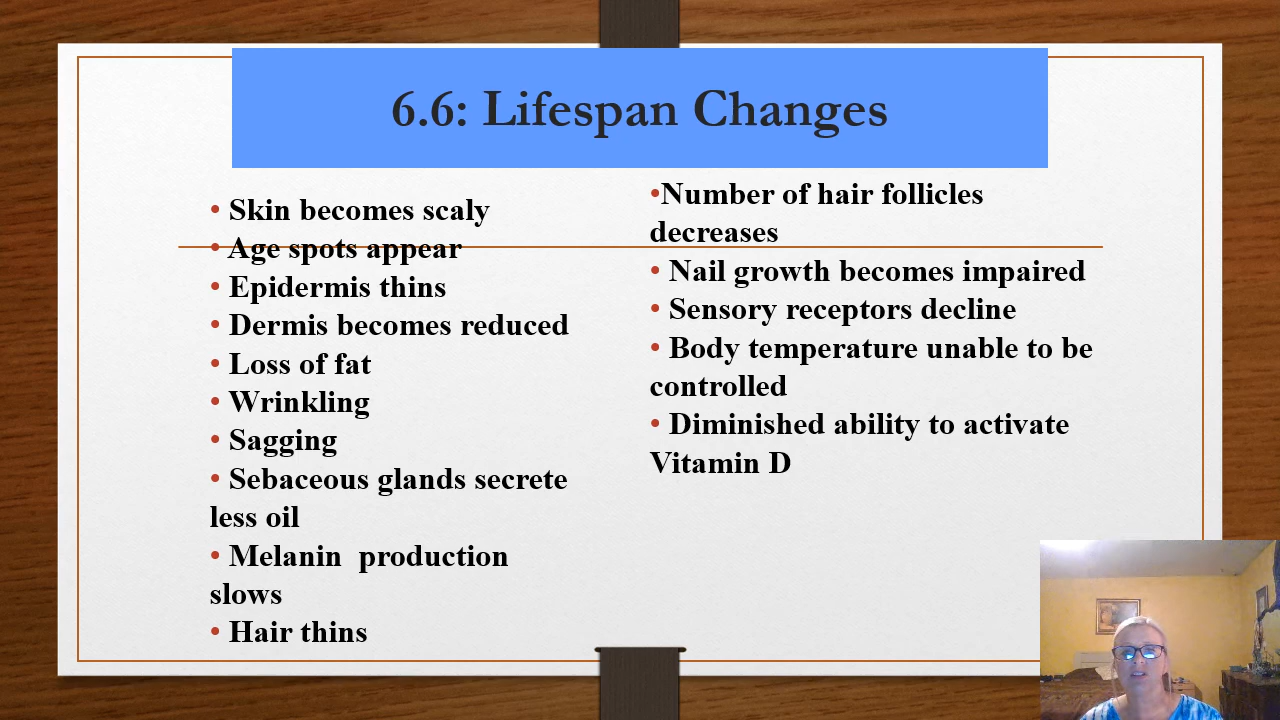 6.6: Lifespan Changes
• Skin becomes scaly
• Age spots appear
• Epidermis thins
• Dermis becomes reduced
• Loss of fat
• Wrinkling
• Sagging
• Sebaceous glands secrete
less oil
• Melanin  production
slows
• Hair thins
•Number of hair follicles
decreases
• Nail growth becomes impaired
• Sensory receptors decline
• Body temperature unable to be
controlled
• Diminished ability to activate
Vitamin D